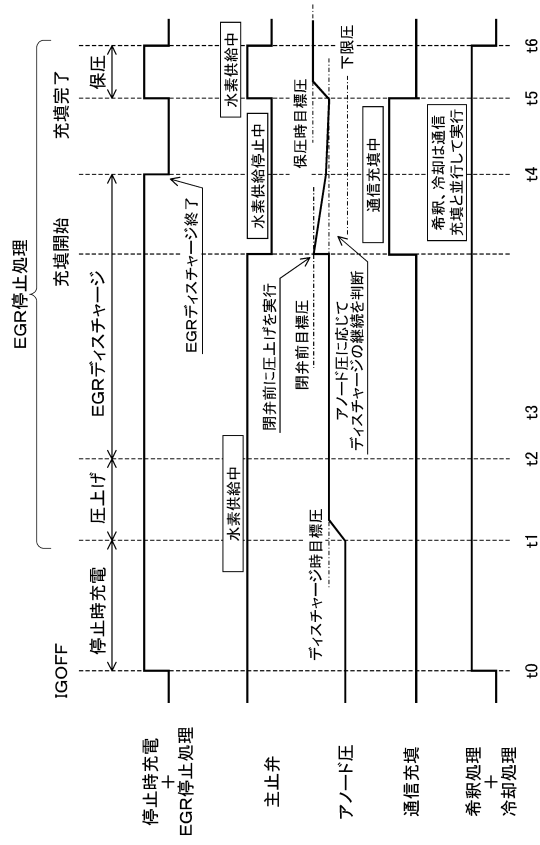 EGR停止処理
IGOFF
充填開始
充填完了
停止時充電
圧上げ
EGRディスチャージ
保圧
停止時充電
＋
EGR停止処理
EGRディスチャージ終了
主止弁
水素供給中
水素供給停止中
水素供給中
閉弁前に圧上げを実行
閉弁前目標圧
保圧時目標圧
アノード圧
ディスチャージ時目標圧
下限圧
アノード圧に応じて
ディスチャージの継続を判断
通信充填
通信充填中
希釈処理
＋
冷却処理
希釈、冷却は通信
充填と並行して実行
t0
t1
t2
t3
t4
t5
t6